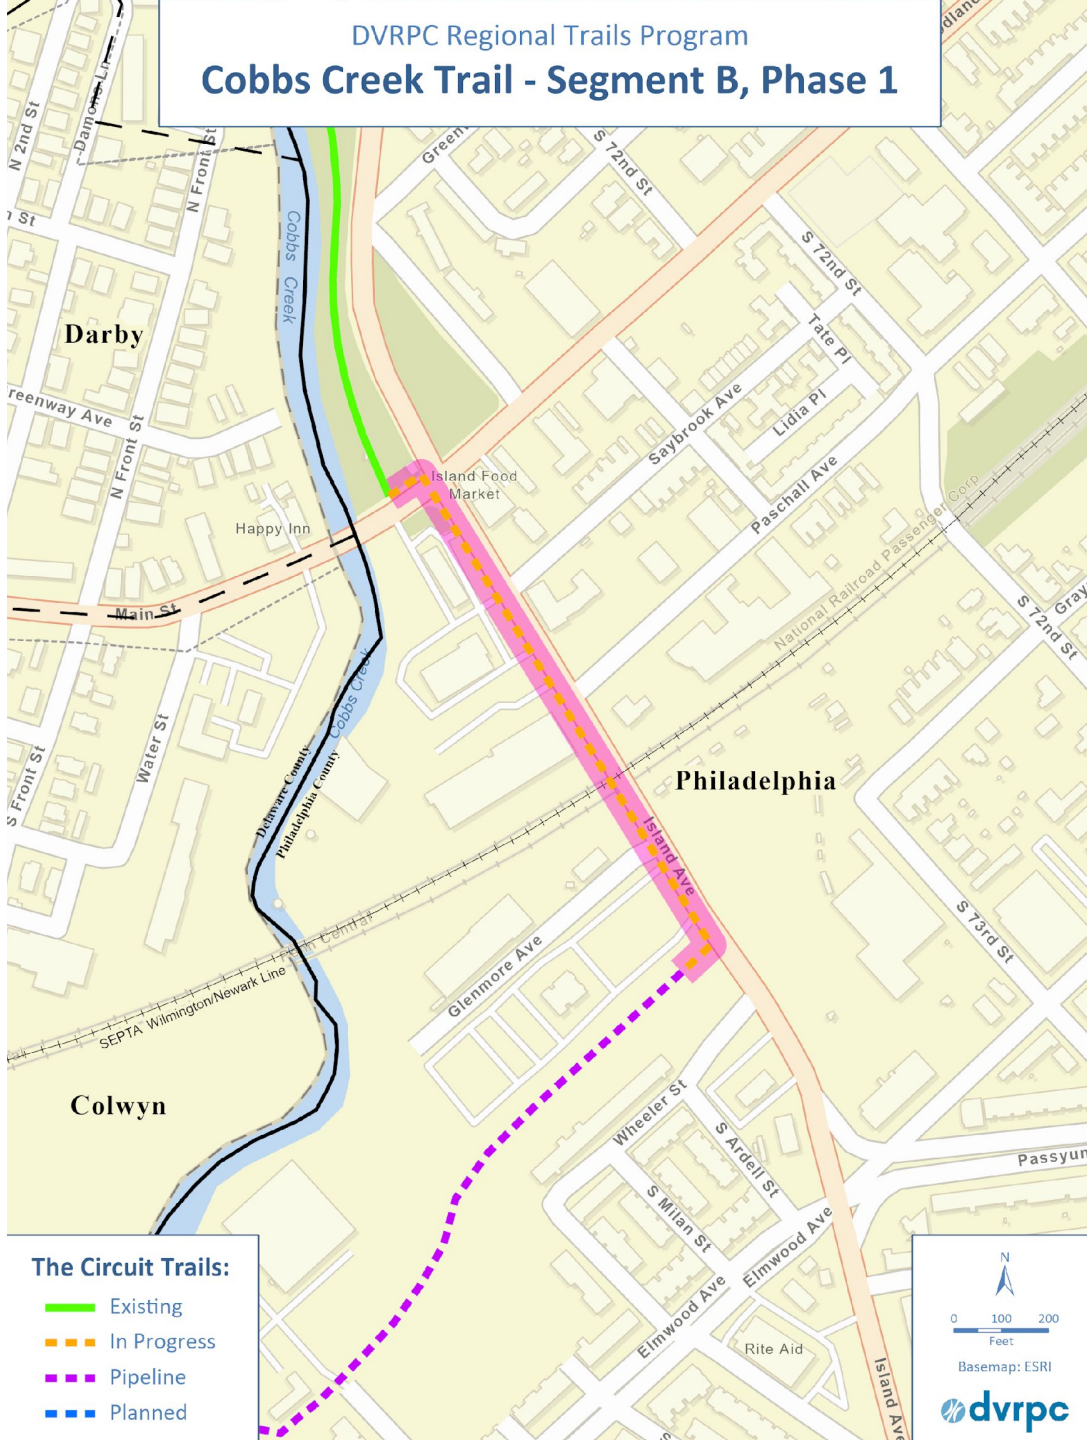 DVRPC Regional Trails Program
Cobbs Creek Trail - Segment B, Phase 1
N 2nd St
Damons Ln
N Front St
Green
S 72nd St
Cobbs Creek
S 72nd St
Darby
Tate Pl
Lidia Pl
Saybrook Ave
reenway Ave
N Front St
Paschall Ave
Island Food
Market
Happy Inn
National Railroad Passenger Corp
Main St
S 72nd St
Gray
Cobbs Creek
Water St
S Front St
Delaware County
Philadelphia County
Philadelphia
Island Ave
S 73rd St
Glenmore Ave
SEPTA Wilmington/Newark Line
Colwyn
Wheeler St
S Ardell St
Passyun
S Milan St
Elmwood Ave
Elmwood Ave
Rite Aid
Island Ave
The Circuit Trails:
Existing
In Progress
Pipeline
Planned
N
0 100 200
Feet
Basemap: ESRI
dvrpc